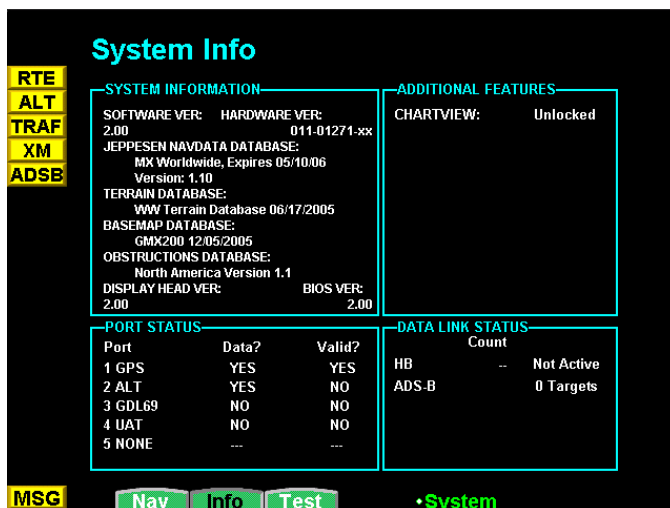 System Info
RTE
ALT
TRAF
XM
ADSB
SYSTEM INFORMATION
SOFTWARE VER: HARDWARE VER:
2.00 011-01271-xx
JEPPESEN NAVDATA DATABASE:
MX Worldwide, Expires 05/10/06
Version: 1.10
TERRAIN DATABASE:
WW Terrain Database 06/17/2005
BASEMAP DATABASE:
GMX200 12/05/2005
OBSTRUCTIONS DATABASE:
North America Version 1.1
DISPLAY HEAD VER: BIOS VER:
2.00 2.00
ADDITIONAL FEATURES
CHARTVIEW: Unlocked
PORT STATUS
Port Data? Valid?
1 GPS YES YES
2 ALT YES NO
3 GDL69 NO NO
4 UAT NO NO
5 NONE --- ---
DATA LINK STATUS
Count
HB -- Not Active
ADS-B 0 Targets
MSG
Nav Info Test
System